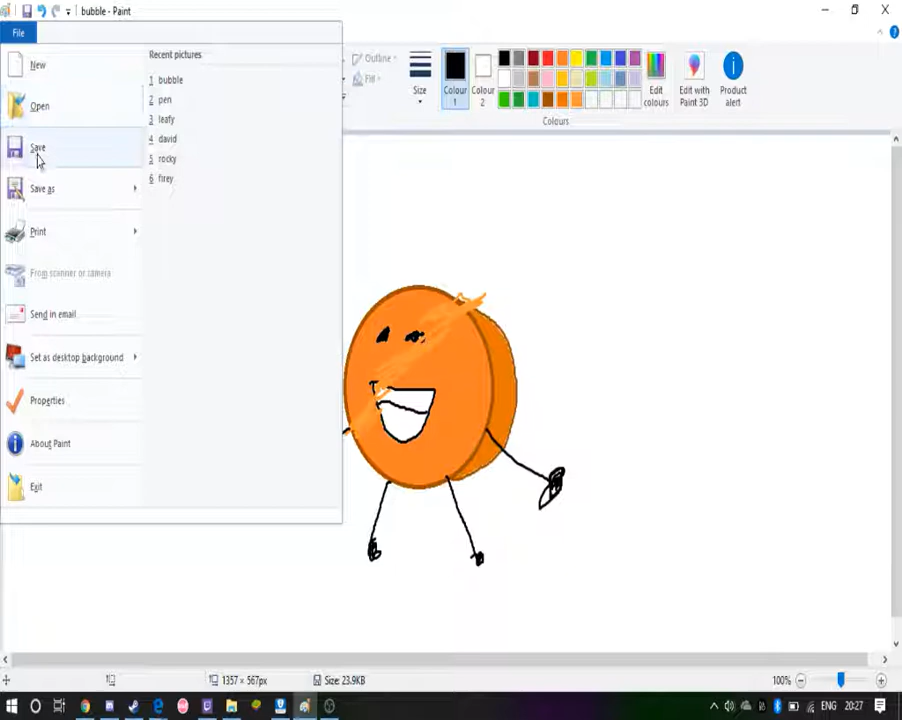 bubble - Paint
File
New
Open
Save
Save as
Print
From scanner or camera
Send in email
Set as desktop background
Properties
About Paint
Exit
Recent pictures
1 bubble
2 pen
3 leafy
4 david
5 rocky
6 firey
Outline
Fill
Size
Colour 1
Colour 2
Edit colours
Edit with Paint 3D
Product alert
Colours
1357 × 567px
Size: 23.9KB
100%
ENG
20:27